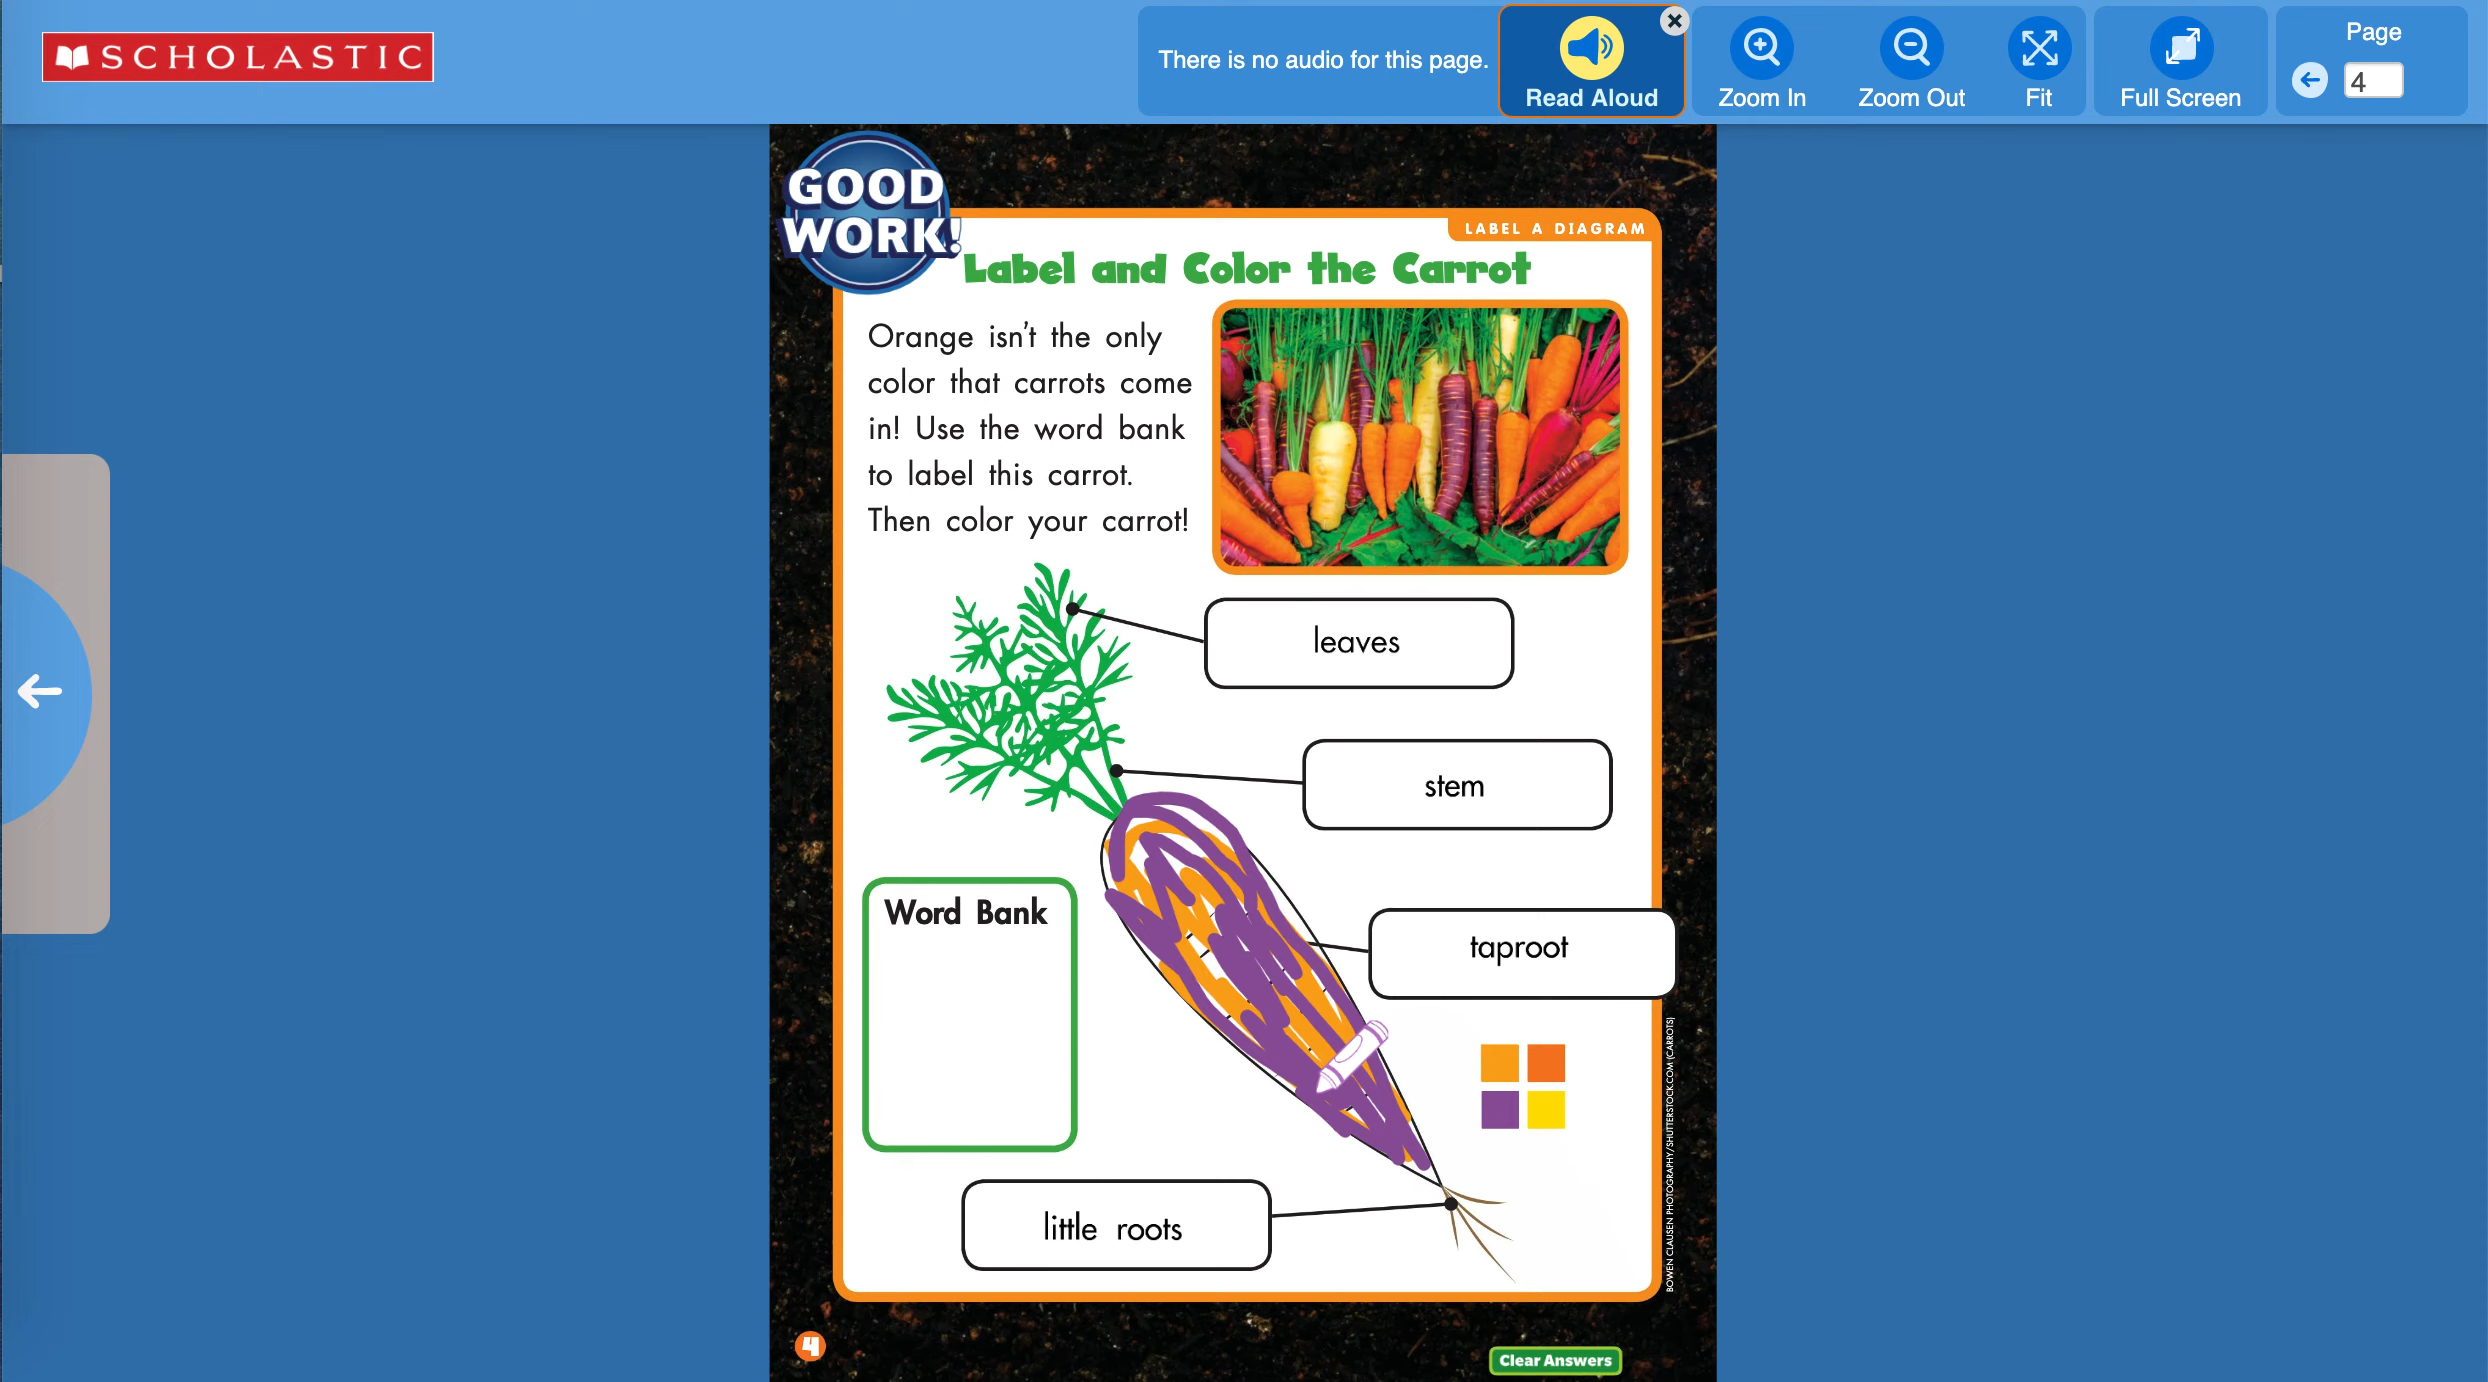 SCHOLASTIC
There is no audio for this page.
Read Aloud
Zoom In
Zoom Out
Fit
Full Screen
Page
4
GOOD
WORK!
LABEL A DIAGRAM
Label and Color the Carrot
Orange isn't the only
color that carrots come
in! Use the word bank
to label this carrot.
Then color your carrot!
leaves
stem
Word Bank
taproot
little roots
BOWEN CLAUSEN PHOTOGRAPHY/SHUTTERSTOCK.COM (CARROTS)
4
Clear Answers